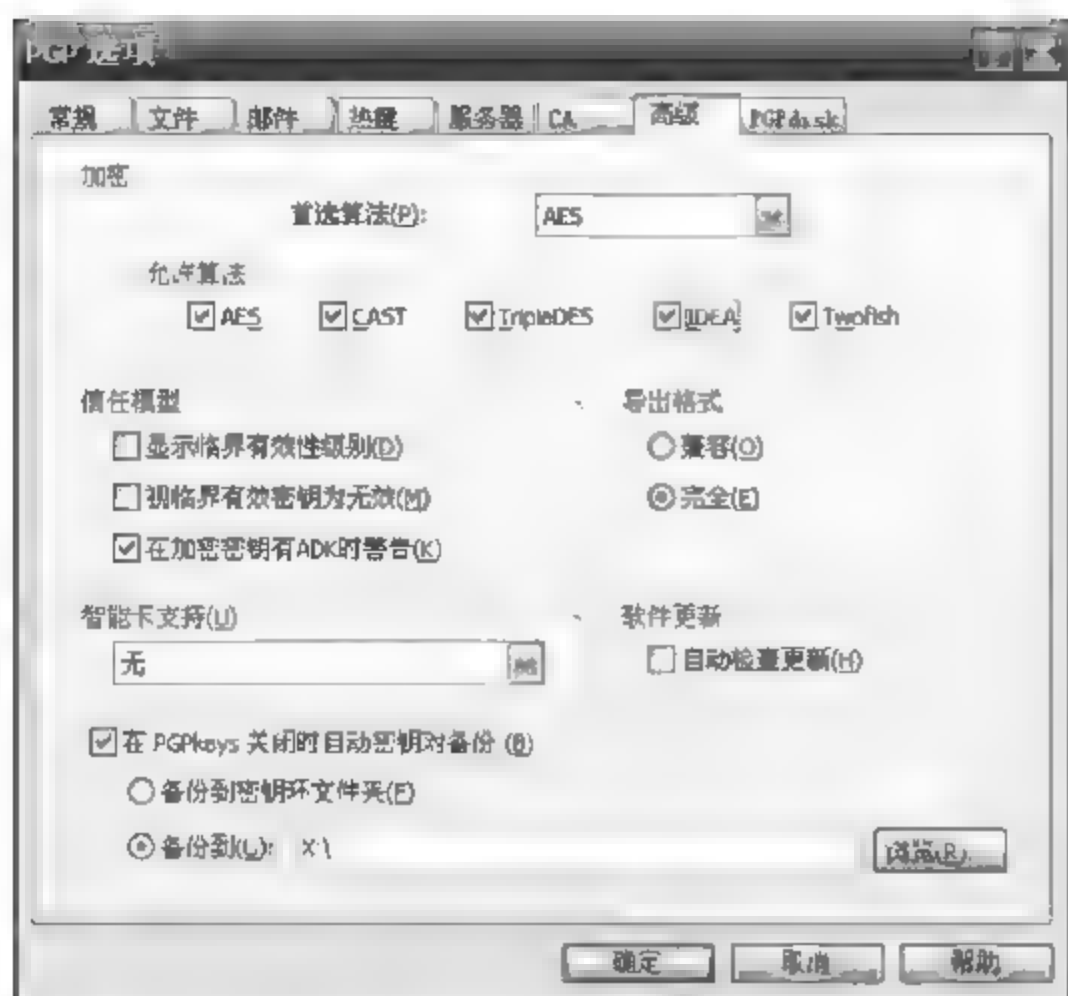 PGP 选项
常规 文件 邮件 热键 服务器 CA 高级 PGPdisk
加密
首选算法(P): AES
允许算法
AES CAST TripleDES IDEA Twofish
信任模型 导出格式
显示临界有效性级别(D) 兼容(O)
视临界有效密钥为无效(M) 完全(E)
在加密密钥有ADK时警告(K)
智能卡支持(U) 软件更新
无 自动检查更新(H)
在 PGPkeys 关闭时自动密钥对备份 (B)
备份到密钥环文件夹(F)
备份到(L): X:\ 浏览(R)
确定 取消 帮助